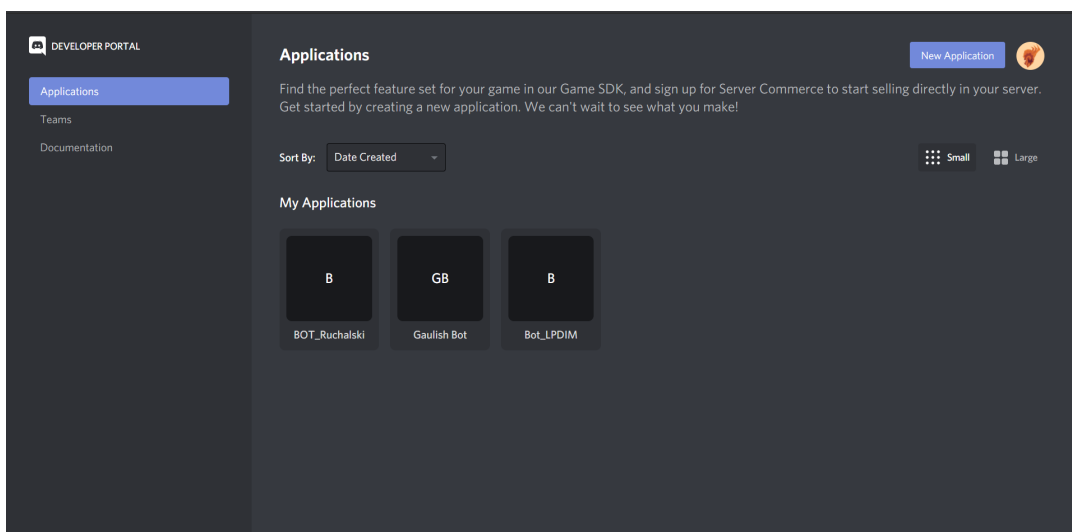 DEVELOPER PORTAL
Applications
Teams
Documentation
Applications
New Application
Find the perfect feature set for your game in our Game SDK, and sign up for Server Commerce to start selling directly in your server.
Get started by creating a new application. We can't wait to see what you make!
Sort By: Date Created
Small Large
My Applications
B GB B
BOT_Ruchalski Gaulish Bot Bot_LPDIM